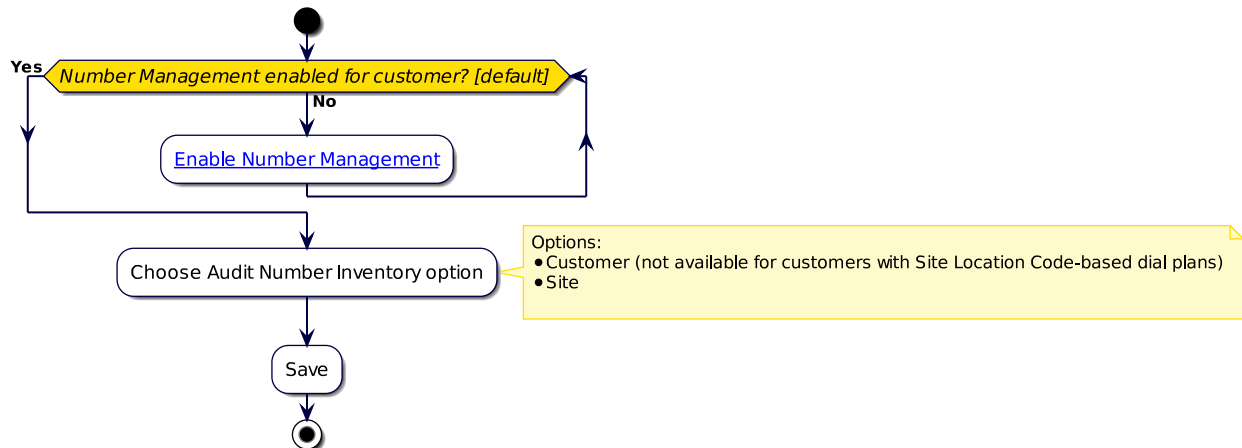 Yes
Number Management enabled for customer? [default]
No
Enable Number Management
Choose Audit Number Inventory option
Options:
•Customer (not available for customers with Site Location Code-based dial plans)
•Site
Save